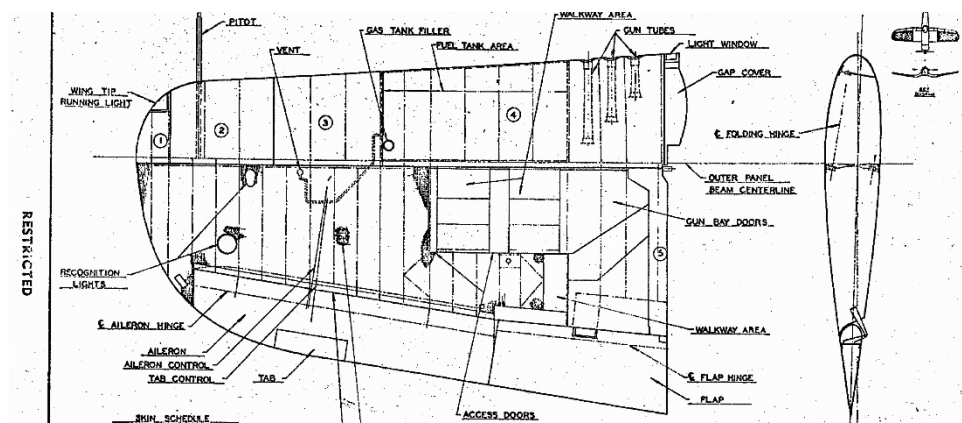 PITOT
GAS TANK FILLER
WALKWAY AREA
GUN TUBES
VENT
FUEL TANK AREA
LIGHT WINDOW
GAP COVER
WING TIP
RUNNING LIGHT
1
2
3
4
℄ FOLDING HINGE
OUTER PANEL
BEAM CENTERLINE
GUN BAY DOORS
5
RESTRICTED
RECOGNITION
LIGHTS
℄ AILERON HINGE
WALKWAY AREA
AILERON
AILERON CONTROL
TAB CONTROL
TAB
℄ FLAP HINGE
FLAP
ACCESS DOORS
SKIN SCHEDULE